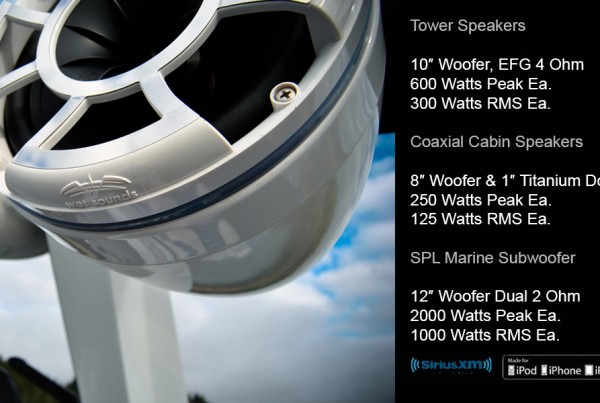 wet sounds
Tower Speakers
10″ Woofer, EFG 4 Ohm
600 Watts Peak Ea.
300 Watts RMS Ea.
Coaxial Cabin Speakers
8″ Woofer & 1″ Titanium
250 Watts Peak Ea.
125 Watts RMS Ea.
SPL Marine Subwoofer
12″ Woofer Dual 2 Ohm
2000 Watts Peak Ea.
1000 Watts RMS Ea.
((SiriusXM))
Made for
iPod iPhone